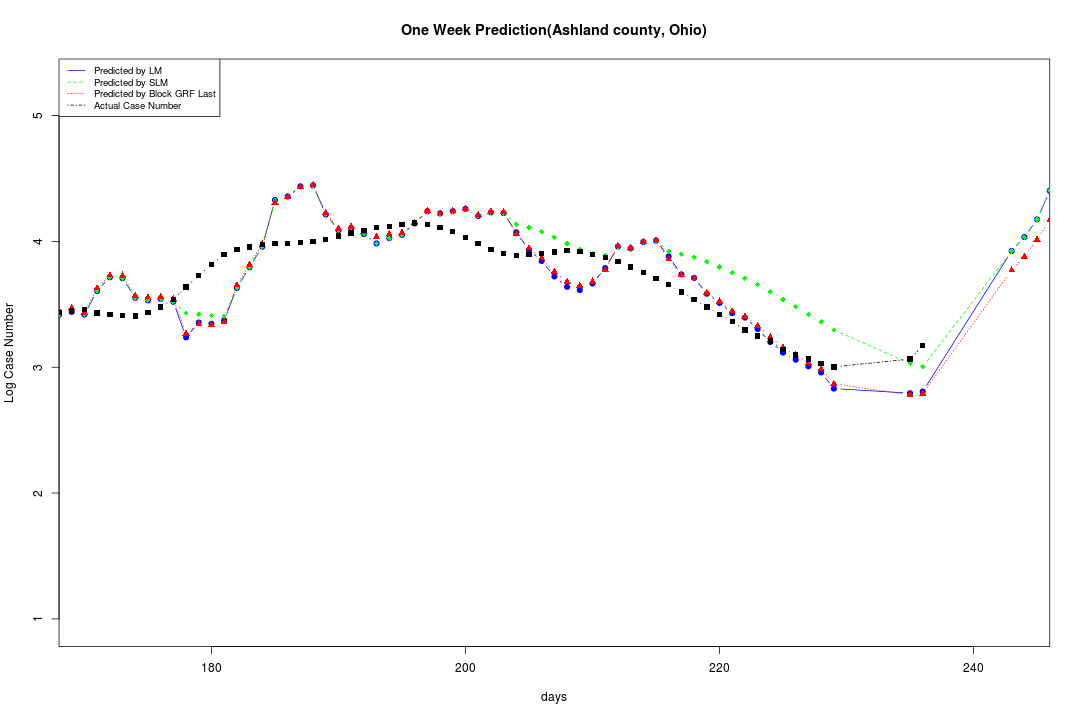 One Week Prediction(Ashland county, Ohio)
Predicted by LM
Predicted by SLM
Predicted by Block GRF Last
Actual Case Number
5
4
3
2
1
Log Case Number
180
200
220
240
days